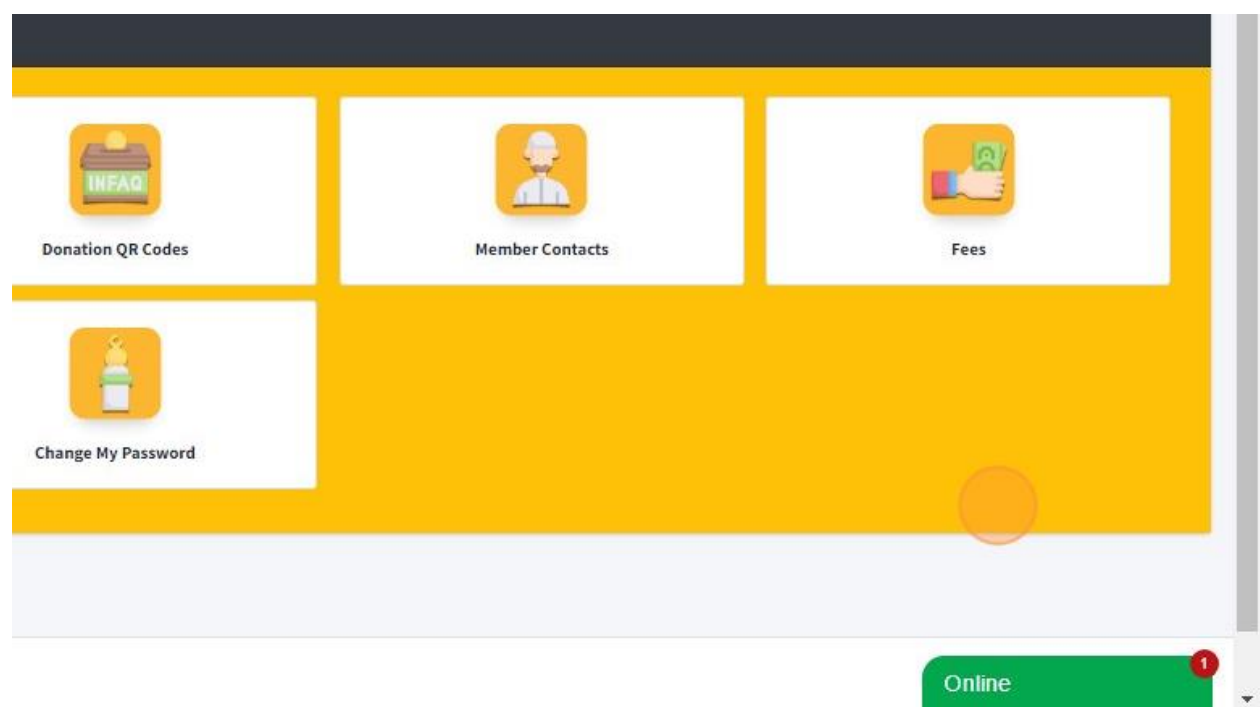 INFAQ
Donation QR Codes
Member Contacts
Fees
Change My Password
1
Online